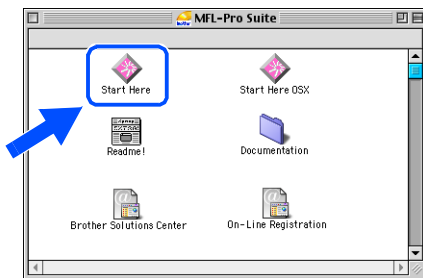 MFL-Pro Suite
Start Here
Start Here OSX
Readme!
Documentation
Brother Solutions Center
On-Line Registration